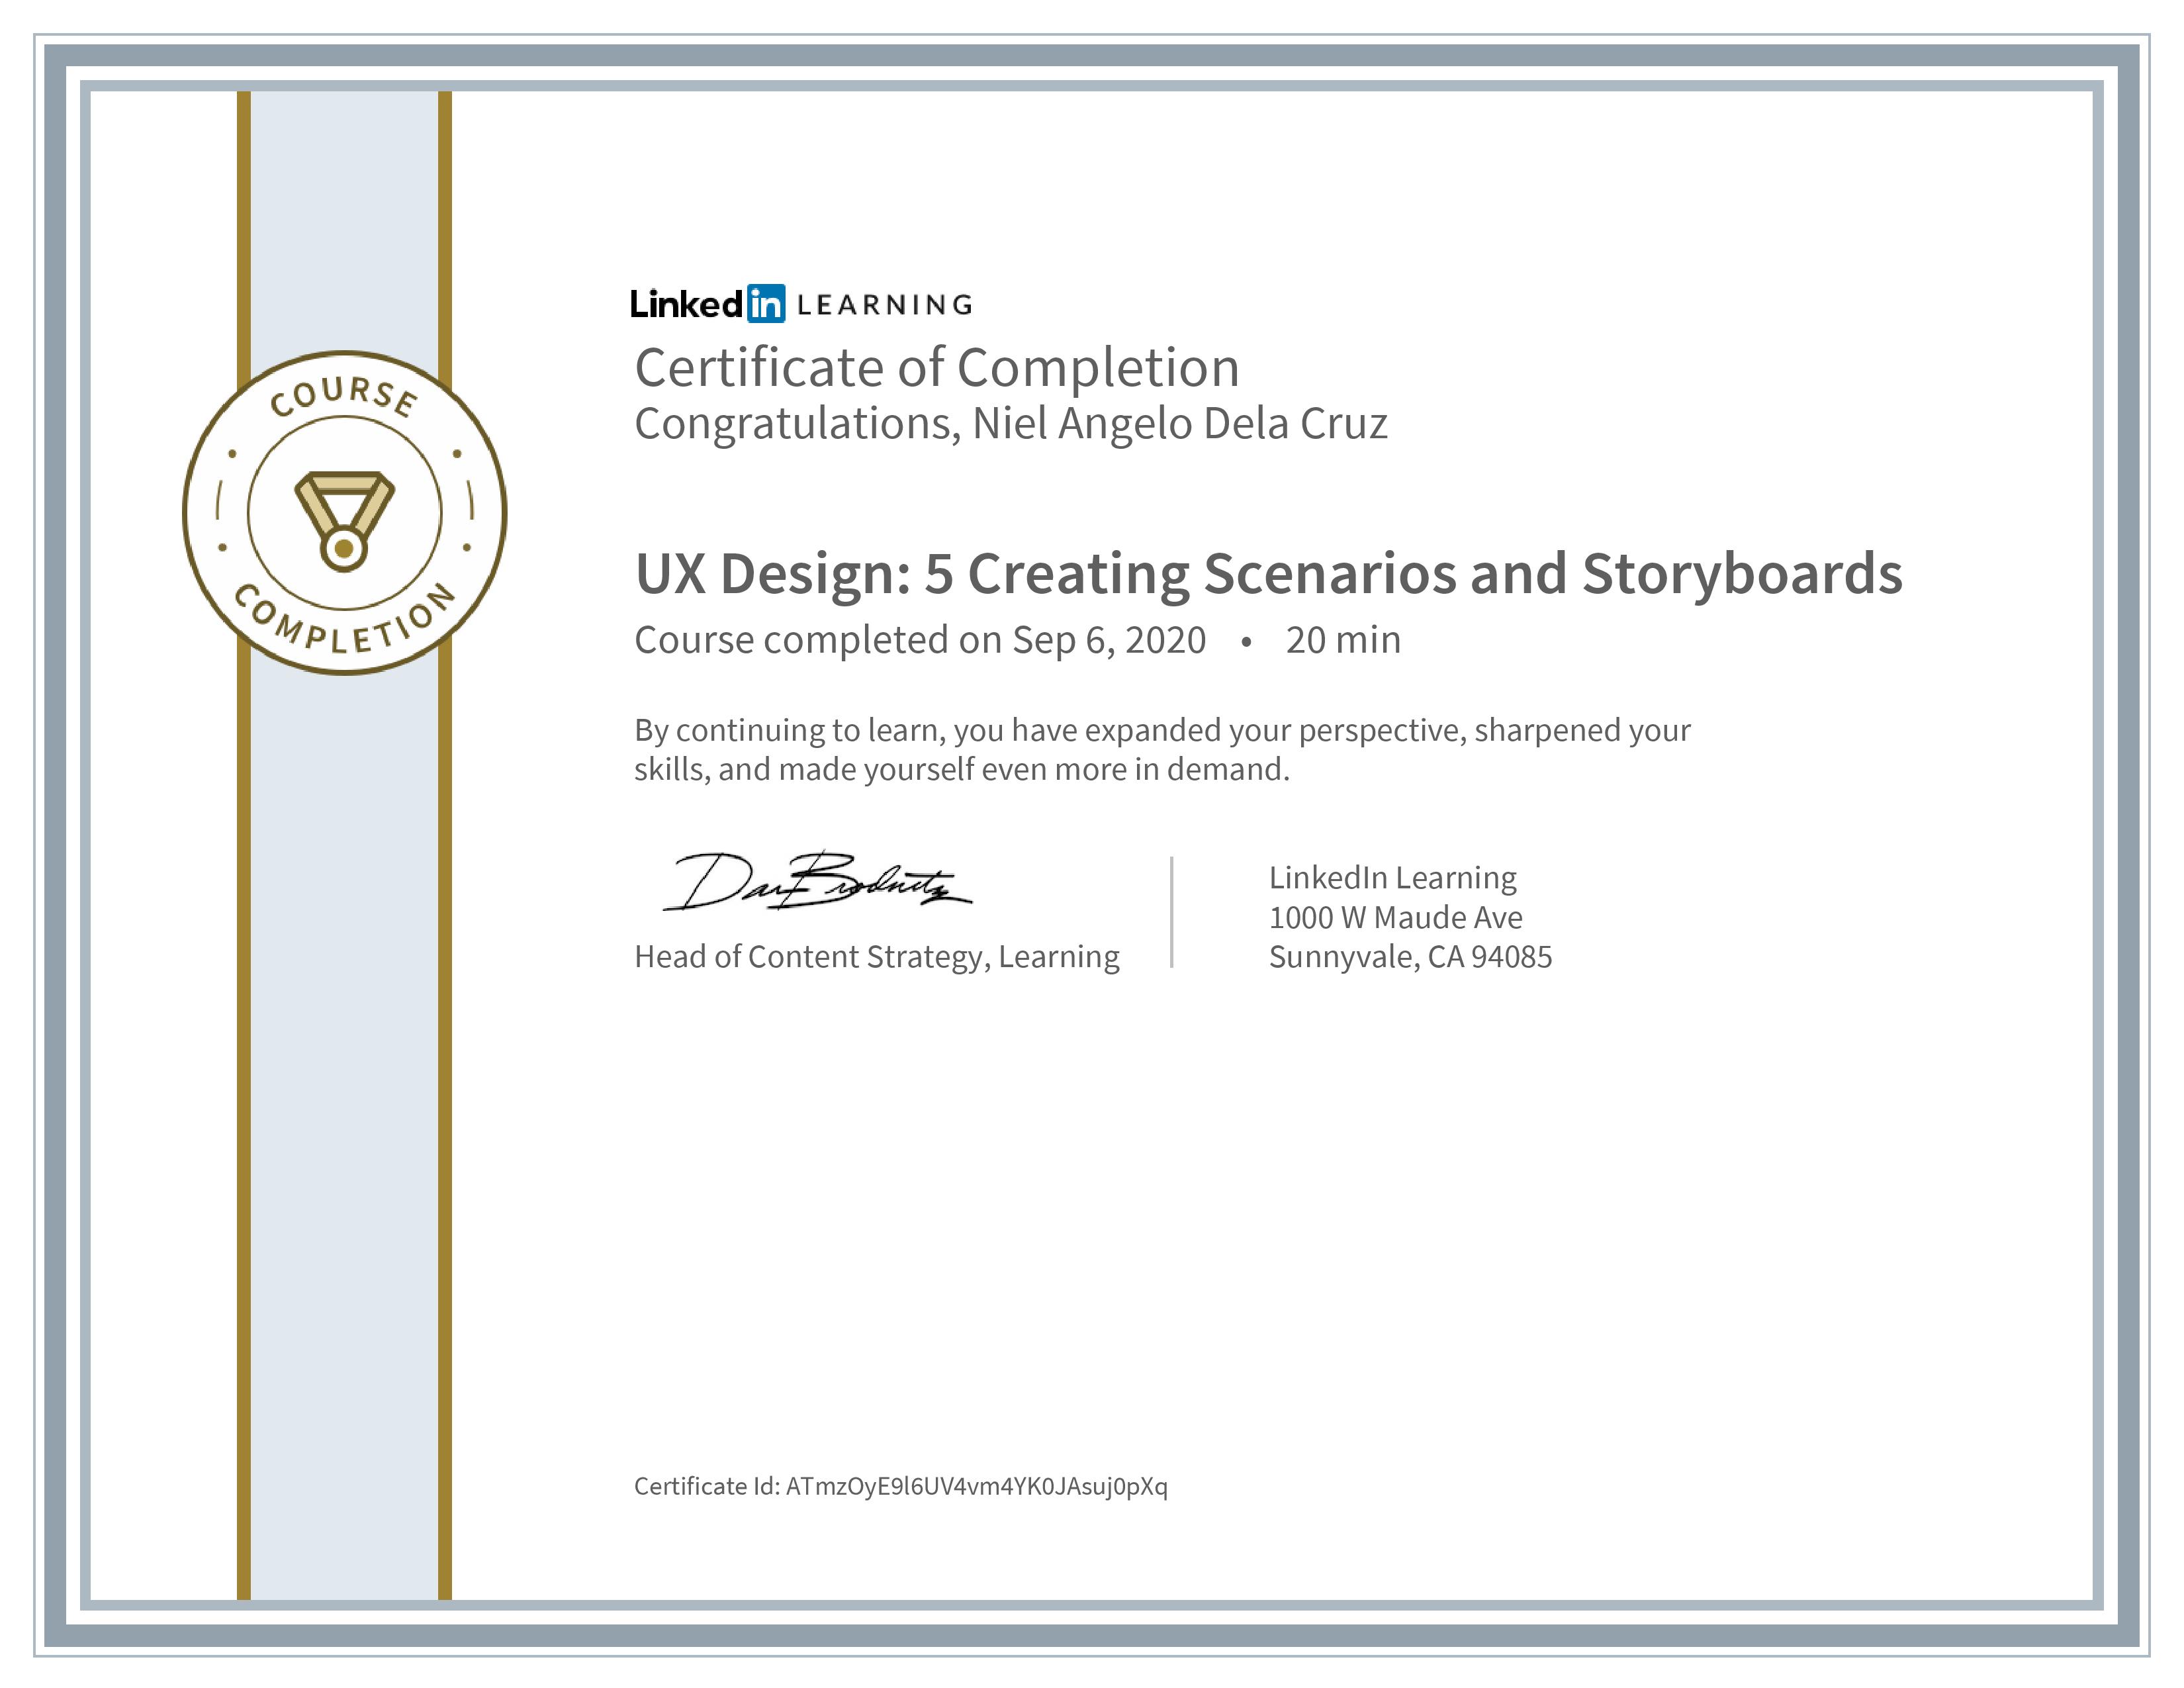 COURSE
COMPLETION
Linked in LEARNING
Certificate of Completion
Congratulations, Niel Angelo Dela Cruz
UX Design: 5 Creating Scenarios and Storyboards
Course completed on Sep 6, 2020 • 20 min
By continuing to learn, you have expanded your perspective, sharpened your
skills, and made yourself even more in demand.
Head of Content Strategy, Learning
LinkedIn Learning
1000 W Maude Ave
Sunnyvale, CA 94085
Certificate Id: ATmzOyE9l6UV4vm4YK0JAsuj0pXq